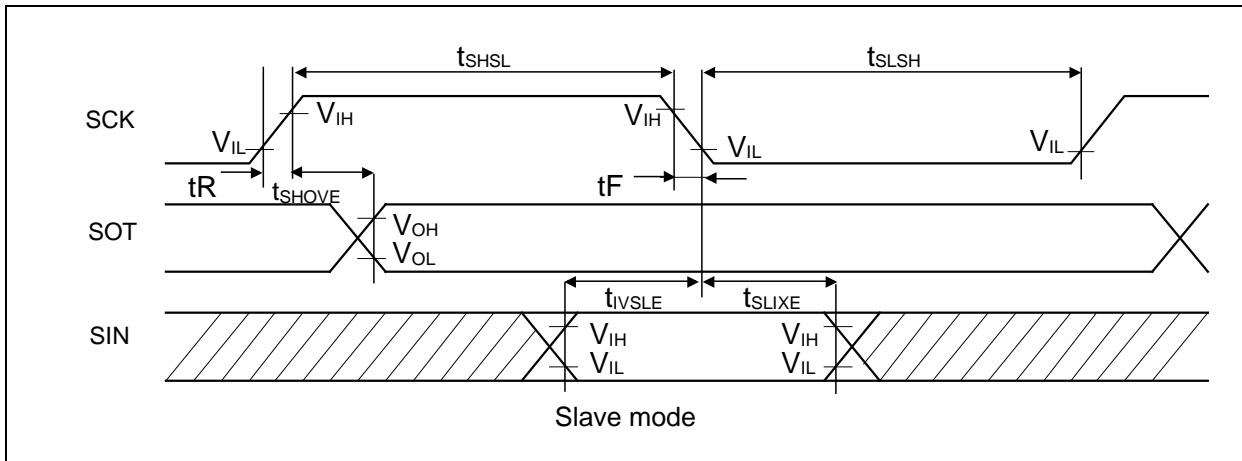 tSHSL tSLSH
SCK VIH VIH
VIL VIL VIL
tR tSHOVE tF
SOT VOH
VOL
tIVSLE tSLIXE
SIN VIH VIH
VIL VIL
Slave mode